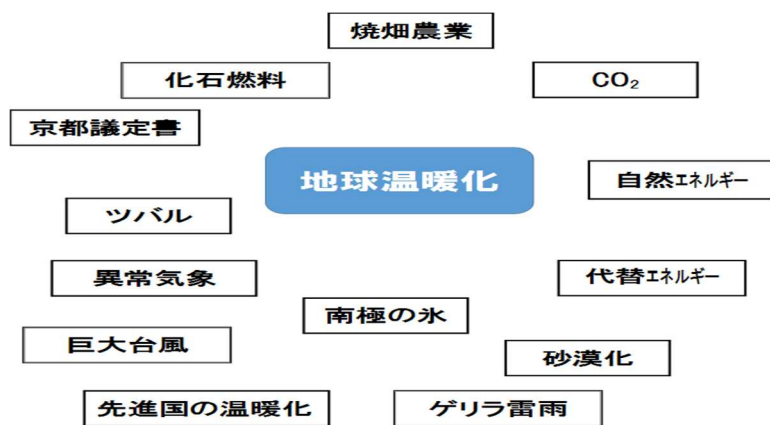 焼畑農業
化石燃料
CO₂
京都議定書
地球温暖化
自然エネルギー
ツバル
異常気象
代替エネルギー
南極の氷
巨大台風
砂漠化
先進国の温暖化
ゲリラ雷雨